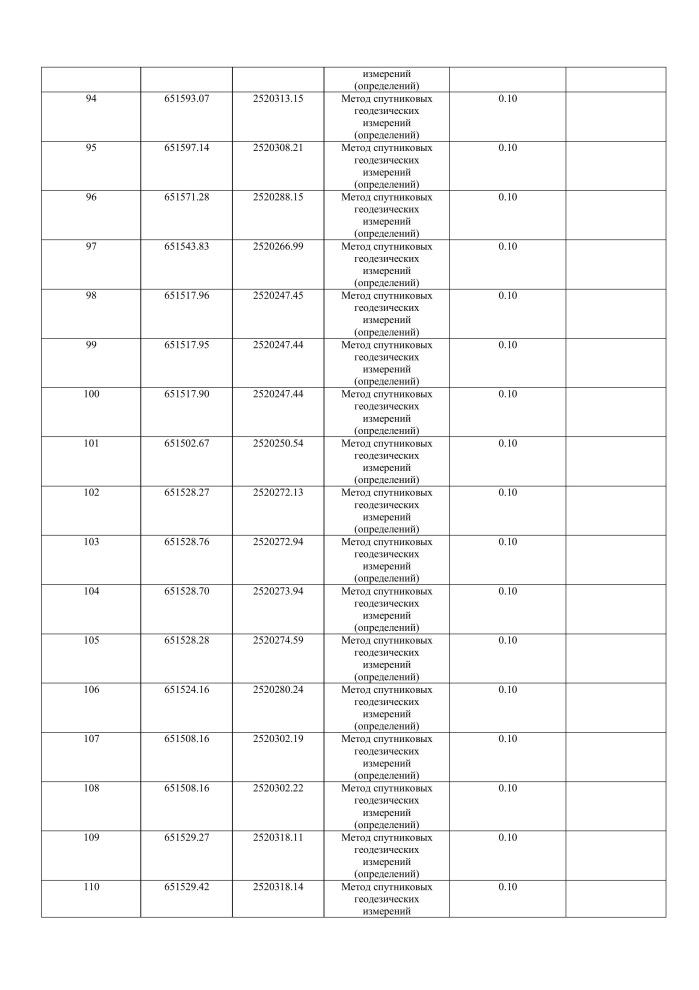 измерений
(определений)
94 651593.07 2520313.15 Метод спутниковых 0.10
геодезических
измерений
(определений)
95 651597.14 2520308.21 Метод спутниковых 0.10
геодезических
измерений
(определений)
96 651571.28 2520288.15 Метод спутниковых 0.10
геодезических
измерений
(определений)
97 651543.83 2520266.99 Метод спутниковых 0.10
геодезических
измерений
(определений)
98 651517.96 2520247.45 Метод спутниковых 0.10
геодезических
измерений
(определений)
99 651517.95 2520247.44 Метод спутниковых 0.10
геодезических
измерений
(определений)
100 651517.90 2520247.44 Метод спутниковых 0.10
геодезических
измерений
(определений)
101 651502.67 2520250.54 Метод спутниковых 0.10
геодезических
измерений
(определений)
102 651528.27 2520272.13 Метод спутниковых 0.10
геодезических
измерений
(определений)
103 651528.76 2520272.94 Метод спутниковых 0.10
геодезических
измерений
(определений)
104 651528.70 2520273.94 Метод спутниковых 0.10
геодезических
измерений
(определений)
105 651528.28 2520274.59 Метод спутниковых 0.10
геодезических
измерений
(определений)
106 651524.16 2520280.24 Метод спутниковых 0.10
геодезических
измерений
(определений)
107 651508.16 2520302.19 Метод спутниковых 0.10
геодезических
измерений
(определений)
108 651508.16 2520302.22 Метод спутниковых 0.10
геодезических
измерений
(определений)
109 651529.27 2520318.11 Метод спутниковых 0.10
геодезических
измерений
(определений)
110 651529.42 2520318.14 Метод спутниковых 0.10
геодезических
измерений